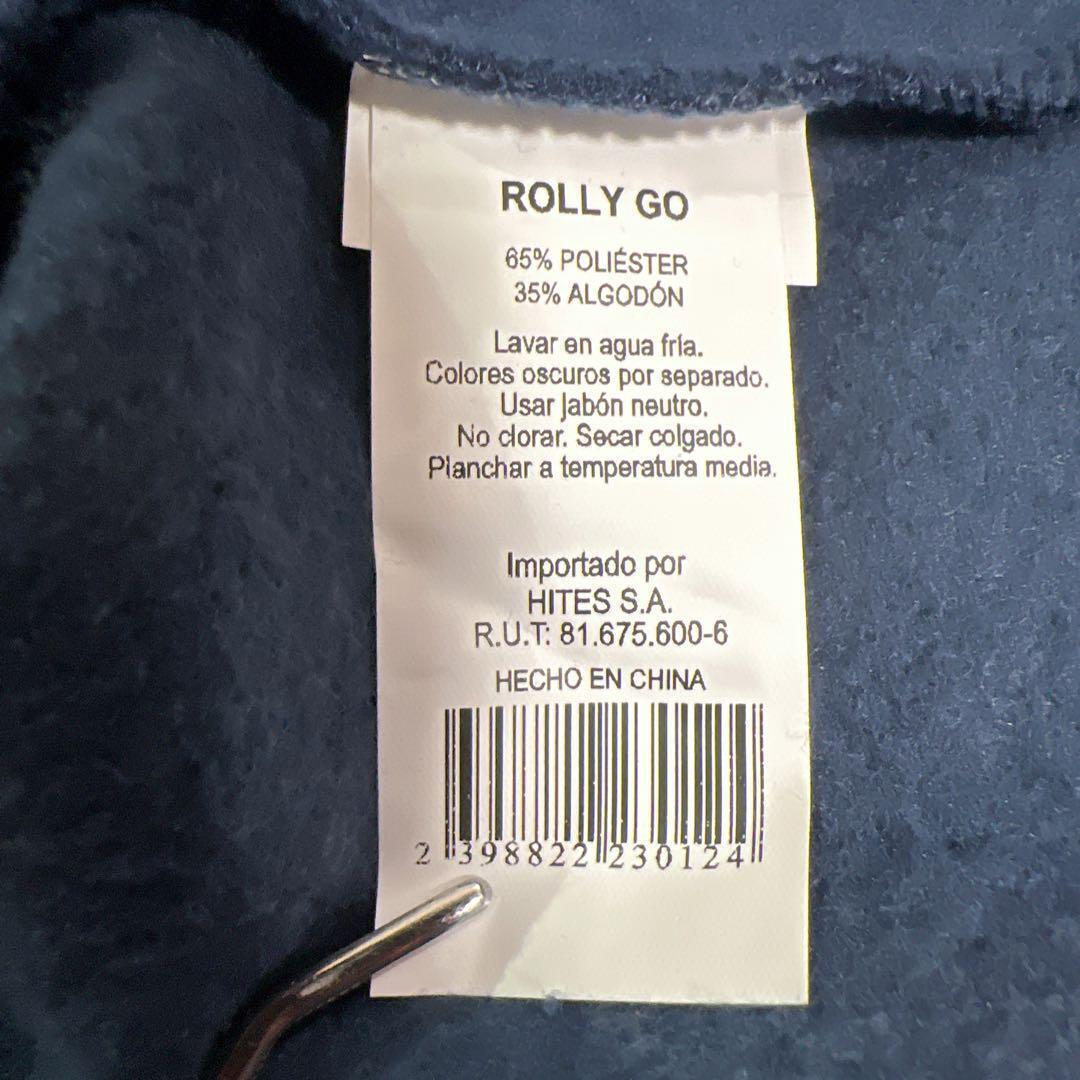 ROLLY GO
65% POLIÉSTER
35% ALGODÓN
Lavar en agua fría.
Colores oscuros por separado.
Usar Jabón neutro.
No clorar. Secar colgado.
Planchar a temperatura media.
Importado por
HITES S.A.
R.U.T: 81.675.600-6
HECHO EN CHINA
2 398822 230124